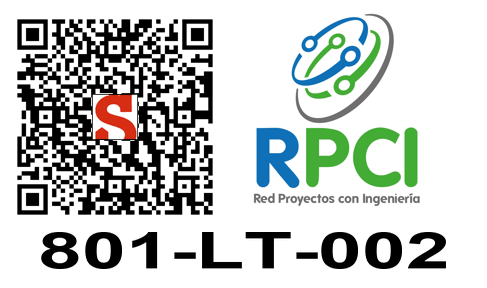 S
RPCI
Red Proyectos con Ingeniería
801-LT-002